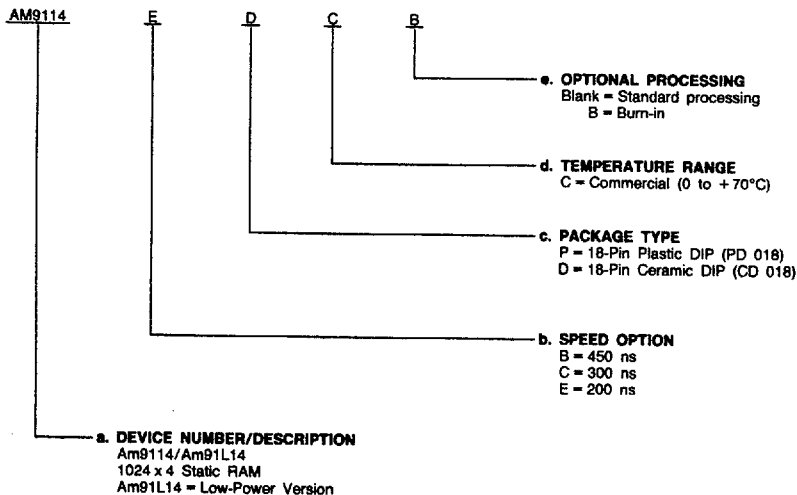 AM9114 E D C B
e. OPTIONAL PROCESSING
Blank = Standard processing
B = Burn-in
d. TEMPERATURE RANGE
C = Commercial (0 to +70°C)
c. PACKAGE TYPE
P = 18-Pin Plastic DIP (PD 018)
D = 18-Pin Ceramic DIP (CD 018)
b. SPEED OPTION
B = 450 ns
C = 300 ns
E = 200 ns
a. DEVICE NUMBER/DESCRIPTION
Am9114/Am91L14
1024 x 4 Static RAM
Am91L14 = Low-Power Version